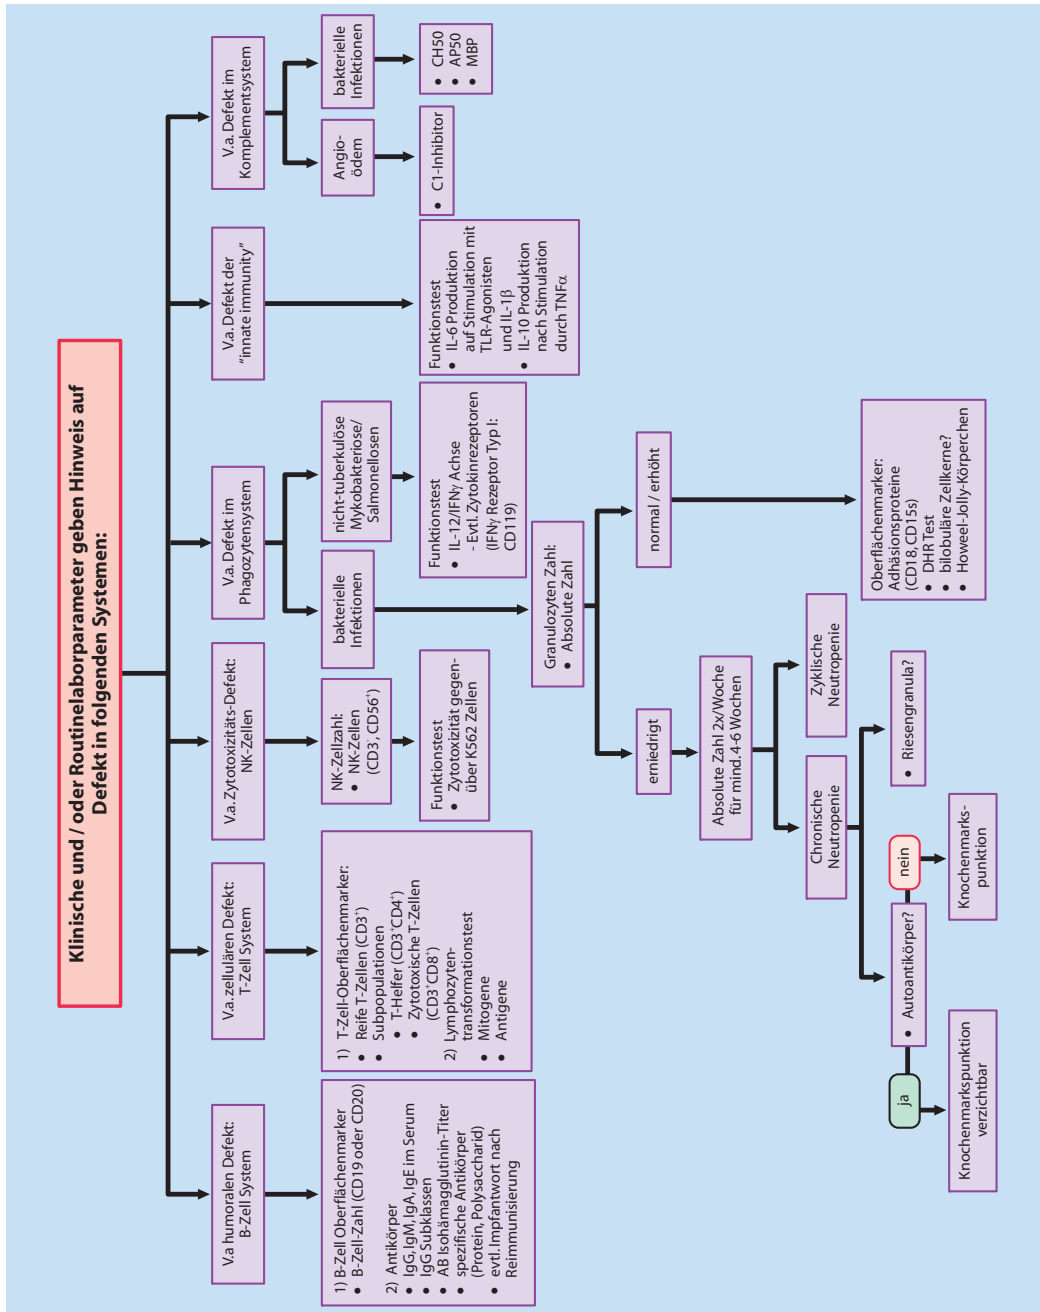 Klinische und / oder Routinelaborparameter geben Hinweis auf
Defekt in folgenden Systemen:
V.a humoralen Defekt:
B-Zell System
1) B-Zell Oberflächenmarker
• B-Zell-Zahl (CD19 oder CD20)
2) Antikörper
• IgG, IgM, IgA, IgE im Serum
• IgG Subklassen
• AB Isohämagglutinin-Titer
• spezifische Antikörper
(Protein, Polysaccharid)
• evtl. Impfantwort nach
Reimmunisierung
V.a. zellulären Defekt:
T-Zell System
1) T-Zell-Oberflächenmarker:
• Reife T-Zellen (CD3⁺)
• Subpopulationen
• T-Helfer (CD3⁺CD4⁺)
• Zytotoxische T-Zellen
(CD3⁺CD8⁺)
2) Lymphozyten-
transformationstest
• Mitogene
• Antigene
V.a. Zytotoxizitäts-Defekt:
NK-Zellen
NK-Zellzahl:
• NK-Zellen
(CD3⁻, CD56⁺)
Funktionstest
• Zytotoxizität gegen-
über K562 Zellen
V.a. Defekt im
Phagozytensystem
bakterielle
Infektionen
nicht-tuberkulöse
Mykobakteriose/
Salmonellosen
Funktionstest
• IL-12/IFNγ Achse
- Evtl. Zytokinrezeptoren
(IFNγ Rezeptor Typ I:
CD119)
Granulozyten Zahl:
• Absolute Zahl
erniedrigt
normal / erhöht
Absolute Zahl 2x/Woche
für mind. 4-6 Wochen
Chronische
Neutropenie
Zyklische
Neutropenie
• Autoantikörper?
• Riesengranula?
ja
nein
Knochenmarkspunktion
verzichtbar
Knochenmarks-
punktion
Oberflächenmarker:
Adhäsionsproteine
(CD18, CD15s)
• DHR Test
• bilobuläre Zellkerne?
• Howeel-Jolly-Körperchen
V.a. Defekt der
“innate immunity”
Funktionstest
• IL-6 Produktion
auf Stimulation mit
TLR-Agonisten
und IL-1β
• IL-10 Produktion
nach Stimulation
durch TNFα
V.a. Defekt im
Komplementsystem
Angio-
ödem
bakterielle
Infektionen
• C1-Inhibitor
• CH50
• AP50
• MBP